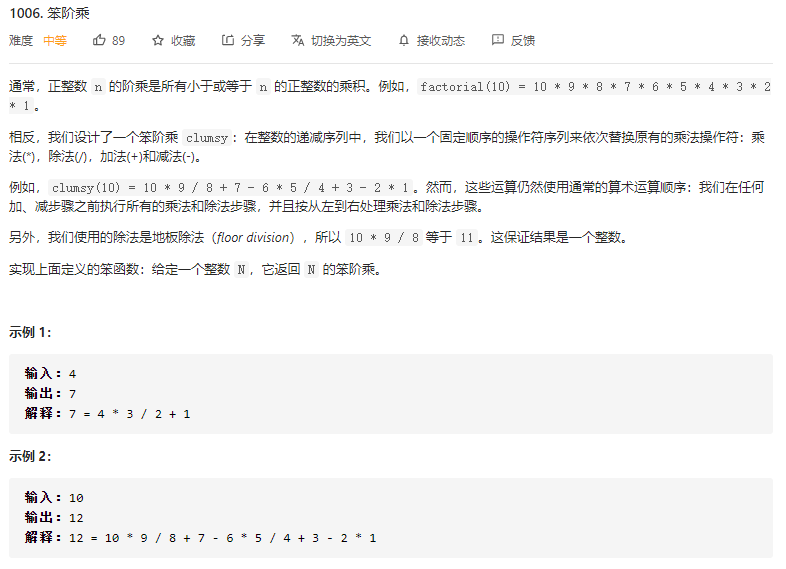 1006. 笨阶乘
难度 中等 89 收藏 分享 切换为英文 接收动态 反馈
通常，正整数 n 的阶乘是所有小于或等于 n 的正整数的乘积。例如，factorial(10) = 10 * 9 * 8 * 7 * 6 * 5 * 4 * 3 * 2
* 1。
相反，我们设计了一个笨阶乘 clumsy：在整数的递减序列中，我们以一个固定顺序的操作符序列来依次替换原有的乘法操作符：乘
法(*)，除法(/)，加法(+)和减法(-)。
例如，clumsy(10) = 10 * 9 / 8 + 7 - 6 * 5 / 4 + 3 - 2 * 1。然而，这些运算仍然使用通常的算术运算顺序：我们在任何
加、减步骤之前执行所有的乘法和除法步骤，并且按从左到右处理乘法和除法步骤。
另外，我们使用的除法是地板除法（floor division），所以 10 * 9 / 8 等于 11。这保证结果是一个整数。
实现上面定义的笨函数：给定一个整数 N，它返回 N 的笨阶乘。
示例 1：
输入：4
输出：7
解释：7 = 4 * 3 / 2 + 1
示例 2：
输入：10
输出：12
解释：12 = 10 * 9 / 8 + 7 - 6 * 5 / 4 + 3 - 2 * 1